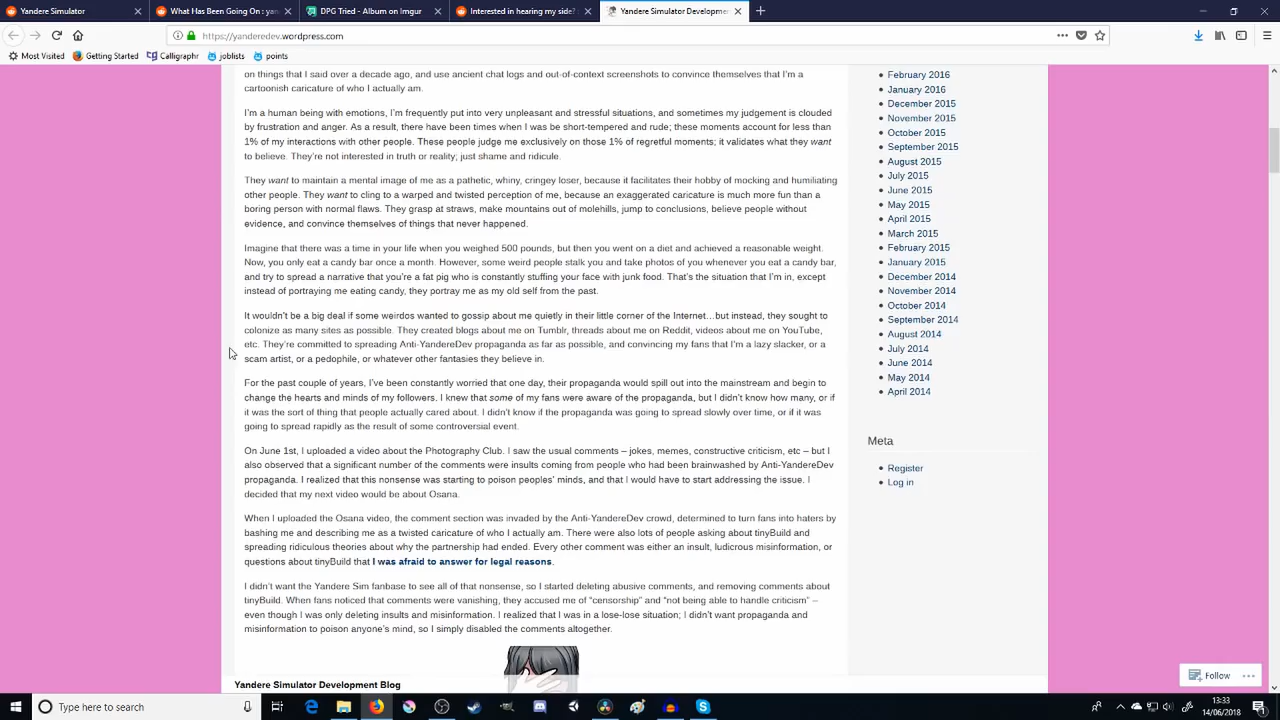 Yandere Simulator
What Has Been Going On : yan
DPG Tried - Album on Imgur
Interested in hearing my side?
Yandere Simulator Developmen
https://yanderedev.wordpress.com
Most Visited
Getting Started
Calligraphr
joblists
points
on things that I said over a decade ago, and use ancient chat logs and out-of-context screenshots to convince themselves that I'm a
cartoonish caricature of who I actually am.
I'm a human being with emotions, I'm frequently put into very unpleasant and stressful situations, and sometimes my judgement is clouded
by frustration and anger. As a result, there have been times when I was be short-tempered and rude; these moments account for less than
1% of my interactions with other people. These people judge me exclusively on those 1% of regretful moments; it validates what they want
to believe. They're not interested in truth or reality; just shame and ridicule.
They want to maintain a mental image of me as a pathetic, whiny, cringey loser, because it facilitates their hobby of mocking and humiliating
other people. They want to cling to a warped and twisted perception of me, because an exaggerated caricature is much more fun than a
boring person with normal flaws. They grasp at straws, make mountains out of molehills, jump to conclusions, believe people without
evidence, and convince themselves of things that never happened.
Imagine that there was a time in your life when you weighed 500 pounds, but then you went on a diet and achieved a reasonable weight.
Now, you only eat a candy bar once a month. However, some weird people stalk you and take photos of you whenever you eat a candy bar,
and try to spread a narrative that you're a fat pig who is constantly stuffing your face with junk food. That's the situation that I'm in, except
instead of portraying me eating candy, they portray me as my old self from the past.
It wouldn't be a big deal if some weirdos wanted to gossip about me quietly in their little corner of the Internet…but instead, they sought to
colonize as many sites as possible. They created blogs about me on Tumblr, threads about me on Reddit, videos about me on YouTube,
etc. They're committed to spreading Anti-YandereDev propaganda as far as possible, and convincing my fans that I'm a lazy slacker, or a
scam artist, or a pedophile, or whatever other fantasies they believe in.
For the past couple of years, I've been constantly worried that one day, their propaganda would spill out into the mainstream and begin to
change the hearts and minds of my followers. I knew that some of my fans were aware of the propaganda, but I didn't know how many, or if
it was the sort of thing that people actually cared about. I didn't know if the propaganda was going to spread slowly over time, or if it was
going to spread rapidly as the result of some controversial event.
On June 1st, I uploaded a video about the Photography Club. I saw the usual comments – jokes, memes, constructive criticism, etc – but I
also observed that a significant number of the comments were insults coming from people who had been brainwashed by Anti-YandereDev
propaganda. I realized that this nonsense was starting to poison peoples' minds, and that I would have to start addressing the issue. I
decided that my next video would be about Osana.
When I uploaded the Osana video, the comment section was invaded by the Anti-YandereDev crowd, determined to turn fans into haters by
bashing me and describing me as a twisted caricature of who I actually am. There were also lots of people asking about tinyBuild and
spreading ridiculous theories about why the partnership had ended. Every other comment was either an insult, ludicrous misinformation, or
questions about tinyBuild that I was afraid to answer for legal reasons.
I didn't want the Yandere Sim fanbase to see all of that nonsense, so I started deleting abusive comments, and removing comments about
tinyBuild. When fans noticed that comments were vanishing, they accused me of "censorship" and "not being able to handle criticism" –
even though I was only deleting insults and misinformation. I realized that I was in a lose-lose situation; I didn't want propaganda and
misinformation to poison anyone's mind, so I simply disabled the comments altogether.
Yandere Simulator Development Blog
February 2016
January 2016
December 2015
November 2015
October 2015
September 2015
August 2015
July 2015
June 2015
May 2015
April 2015
March 2015
February 2015
January 2015
December 2014
November 2014
October 2014
September 2014
August 2014
July 2014
June 2014
May 2014
April 2014
Meta
Register
Log in
Follow
Type here to search
13:33
14/06/2018